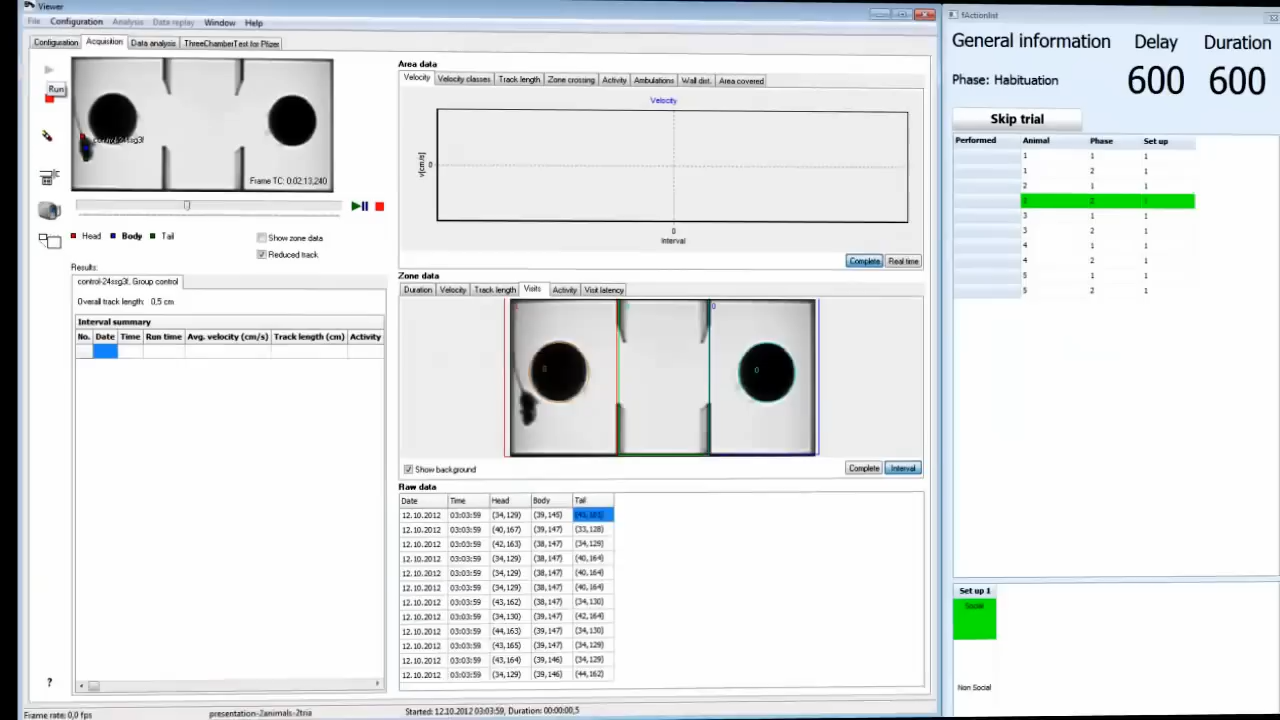 Viewer
File Configuration Analysis Data replay Window Help
Configuration Acquisition Data analysis ThreeChamberTest for Pfizer
Run
Frame TC: 0:02:13,240
Head Body Tail
Show zone data
Reduced track
Results:
control-24ssg3f, Group control
Overall track length: 0,5 cm
Interval summary
No. Date Time Run time Avg. velocity (cm/s) Track length (cm) Activity
?
Area data
Velocity Velocity classes Track length Zone crossing Activity Ambulations Wall dist. Area covered
Velocity
v[cm/s]
0
0
Interval
Complete Real time
Zone data
Duration Velocity Track length Visits Activity Visit latency
0
0 0
Show background
Complete Interval
Raw data
Date Time Head Body Tail
12.10.2012 03:03:59 (34,129) (39,145)
12.10.2012 03:03:59 (40,167) (39,147) (33,128)
12.10.2012 03:03:59 (42,163) (38,147) (34,129)
12.10.2012 03:03:59 (34,129) (38,147) (40,164)
12.10.2012 03:03:59 (34,129) (38,147) (40,164)
12.10.2012 03:03:59 (34,129) (38,147) (40,164)
12.10.2012 03:03:59 (43,162) (38,147) (34,130)
12.10.2012 03:03:59 (34,130) (39,147) (42,164)
12.10.2012 03:03:59 (44,163) (39,147) (34,130)
12.10.2012 03:03:59 (43,165) (39,147) (34,129)
12.10.2012 03:03:59 (43,164) (39,146) (34,129)
12.10.2012 03:03:59 (34,129) (39,146) (44,162)
Frame rate: 0,0 fps presentation-2animals-2tria Started: 12.10.2012 03:03:59, Duration: 00:00:00,5
fActionlist
General information Delay Duration
Phase: Habituation 600 600
Skip trial
Performed Animal Phase Set up
1 1 1
1 2 1
2 1 1
2 2 1
3 1 1
3 2 1
4 1 1
4 2 1
5 1 1
5 2 1
Set up 1
Social
Non Social